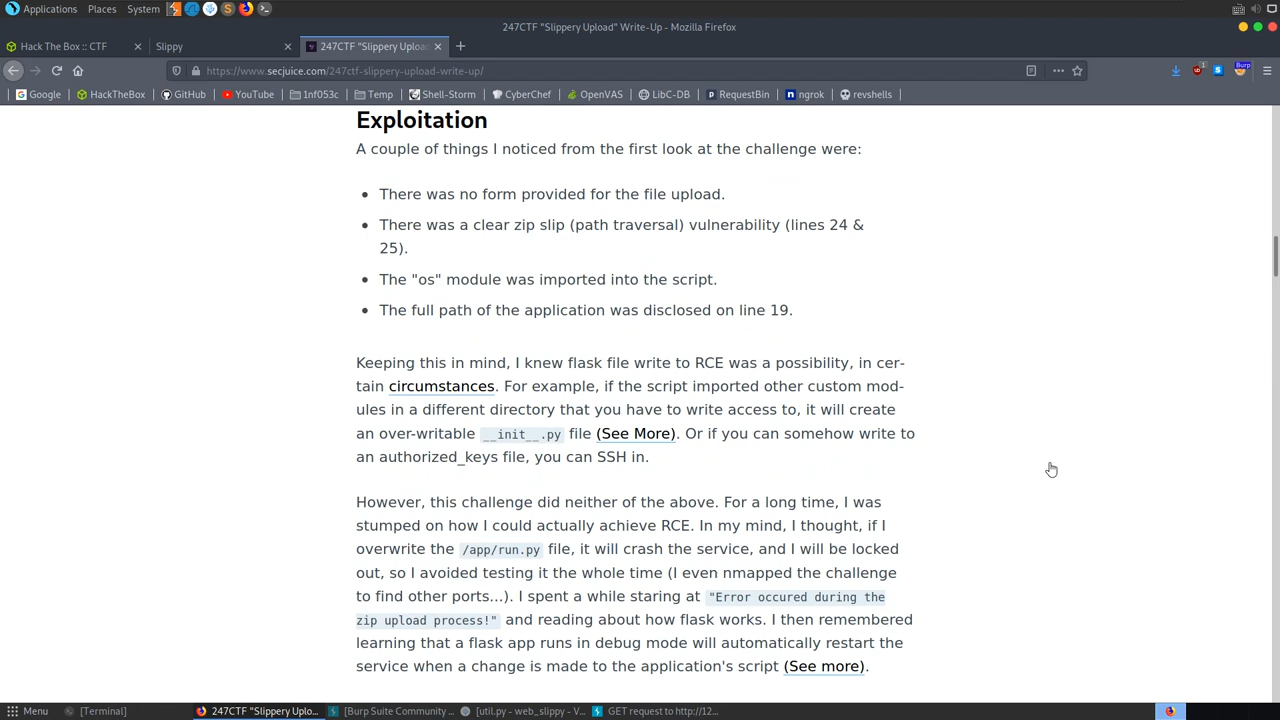 Applications Places System
247CTF "Slippery Upload" Write-Up - Mozilla Firefox
Hack The Box :: CTF
Slippy
247CTF "Slippery Upload
https://www.secjuice.com/247ctf-slippery-upload-write-up/
1
Burp
Google HackTheBox GitHub YouTube 1nf053c Temp Shell-Storm CyberChef OpenVAS LibC-DB RequestBin ngrok revshells
Exploitation
A couple of things I noticed from the first look at the challenge were:
There was no form provided for the file upload.
There was a clear zip slip (path traversal) vulnerability (lines 24 &
25).
The "os" module was imported into the script.
The full path of the application was disclosed on line 19.
Keeping this in mind, I knew flask file write to RCE was a possibility, in cer-
tain circumstances. For example, if the script imported other custom mod-
ules in a different directory that you have to write access to, it will create
an over-writable __init__.py file (See More). Or if you can somehow write to
an authorized_keys file, you can SSH in.
However, this challenge did neither of the above. For a long time, I was
stumped on how I could actually achieve RCE. In my mind, I thought, if I
overwrite the /app/run.py file, it will crash the service, and I will be locked
out, so I avoided testing it the whole time (I even nmapped the challenge
to find other ports...). I spent a while staring at "Error occured during the
zip upload process!" and reading about how flask works. I then remembered
learning that a flask app runs in debug mode will automatically restart the
service when a change is made to the application's script (See more).
Menu [Terminal] 247CTF "Slippery Uplo... [Burp Suite Community ... [util.py - web_slippy - V... GET request to http://12...